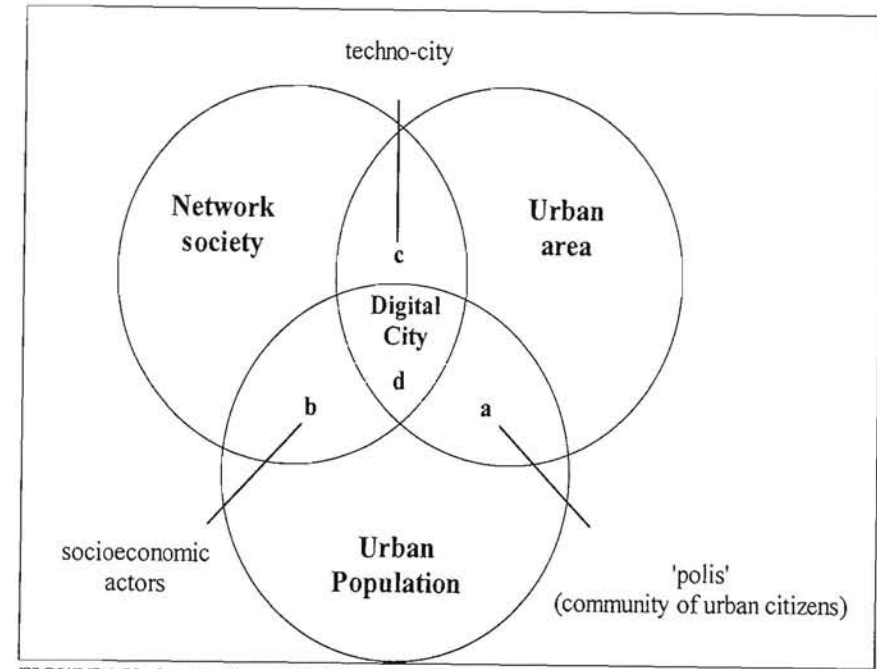 techno-city
Network
society
Urban
area
c
Digital
City
d
b
a
socioeconomic
actors
Urban
Population
'polis'
(community of urban citizens)